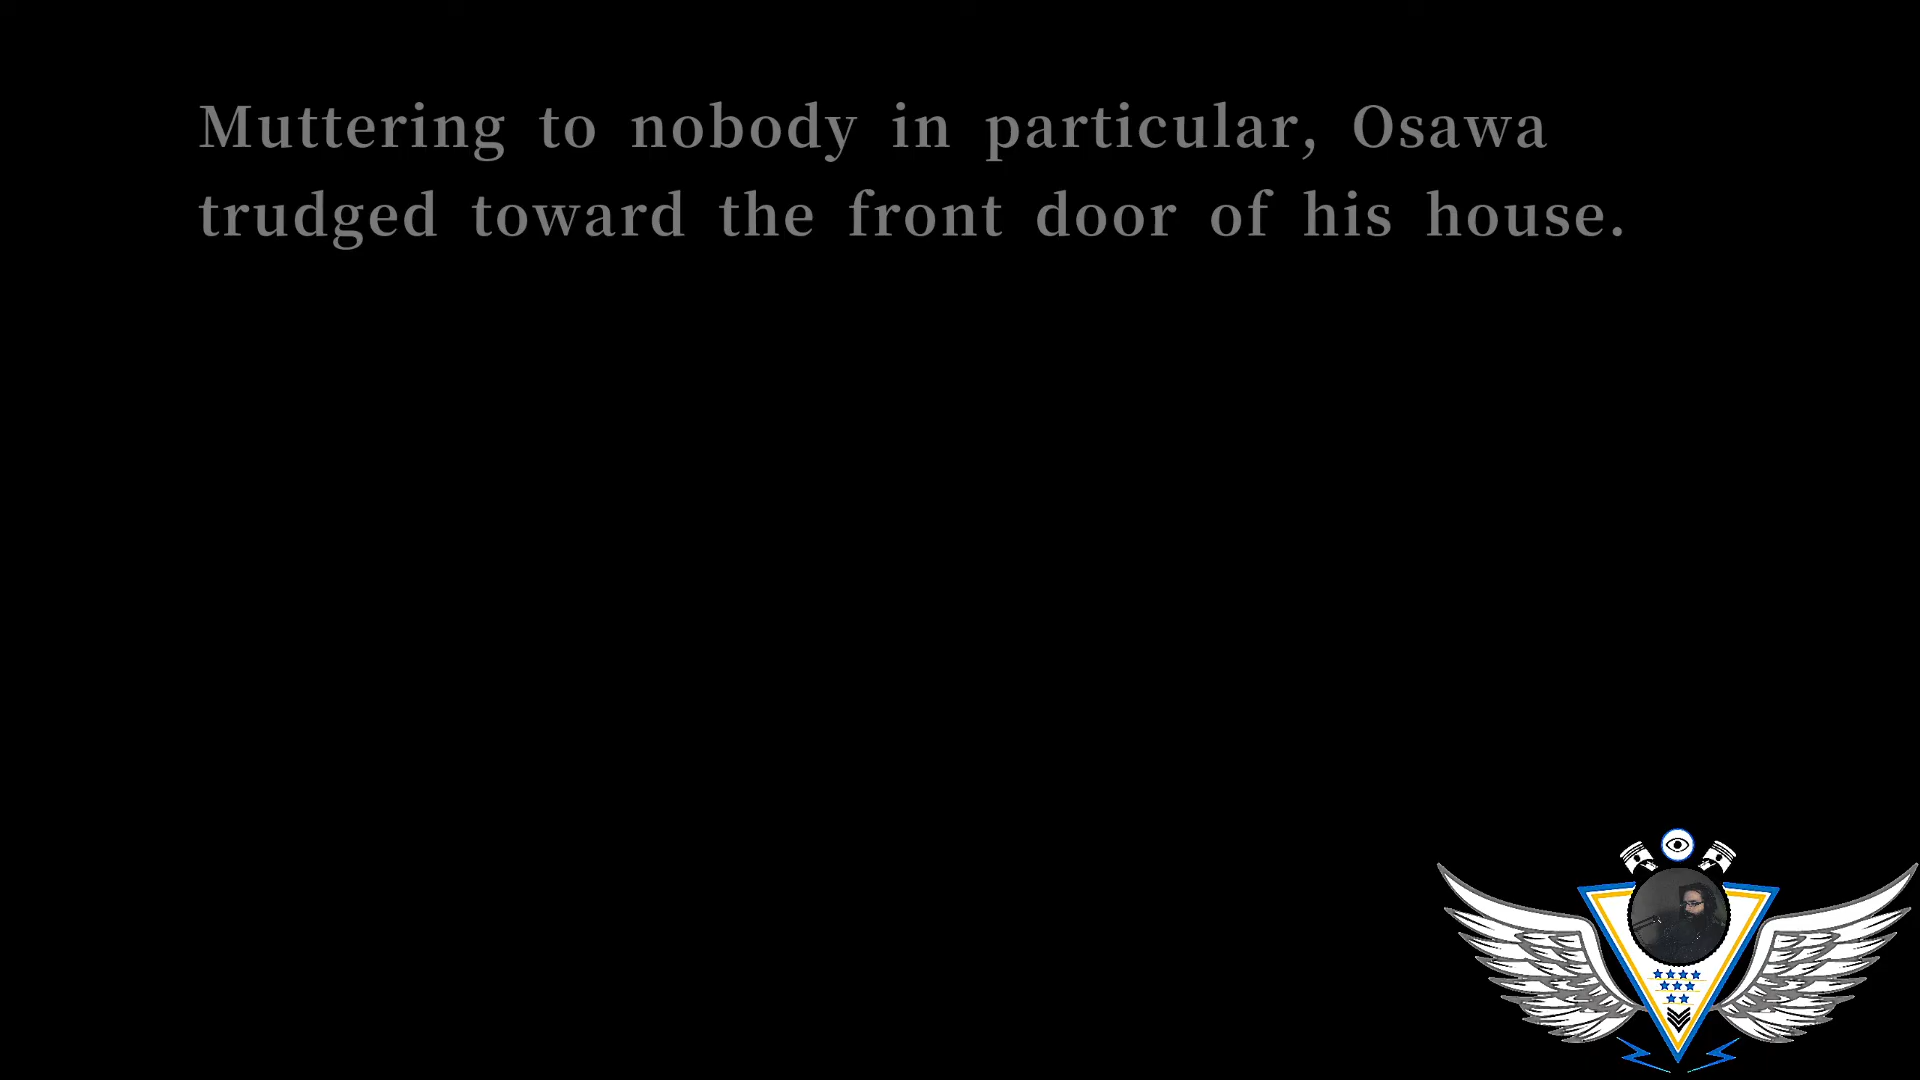 Muttering to nobody in particular, Osawa
trudged toward the front door of his house.